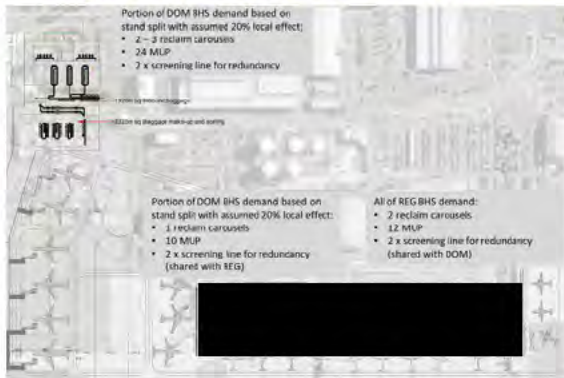 Portion of DOM BHS demand based on
stand split with assumed 20% local effect:
• 2 – 3 reclaim carousels
• 24 MUP
• 2 x screening line for redundancy
Portion of DOM BHS demand based on
stand split with assumed 20% local effect:
• 1 reclaim carousels
• 10 MUP
• 2 x screening line for redundancy
(shared with REG)
All of REG BHS demand:
• 2 reclaim carousels
• 12 MUP
• 2 x screening line for redundancy
(shared with DOM)